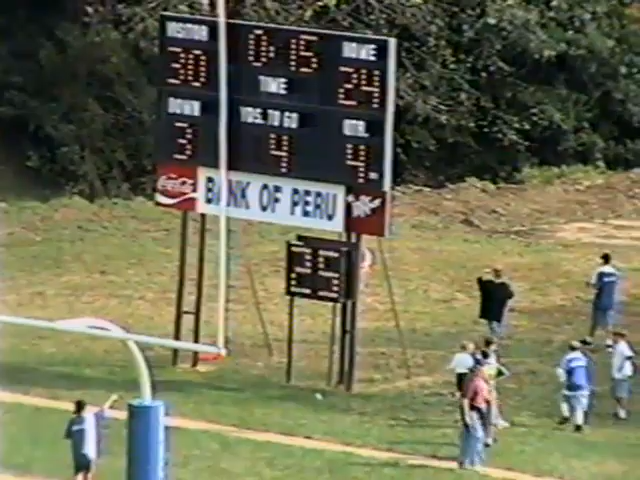 VISITOR 0:15 HOME
30 TIME 24
DOWN YDS. TO GO QTR.
3 4 4
Coca-Cola BANK OF PERU